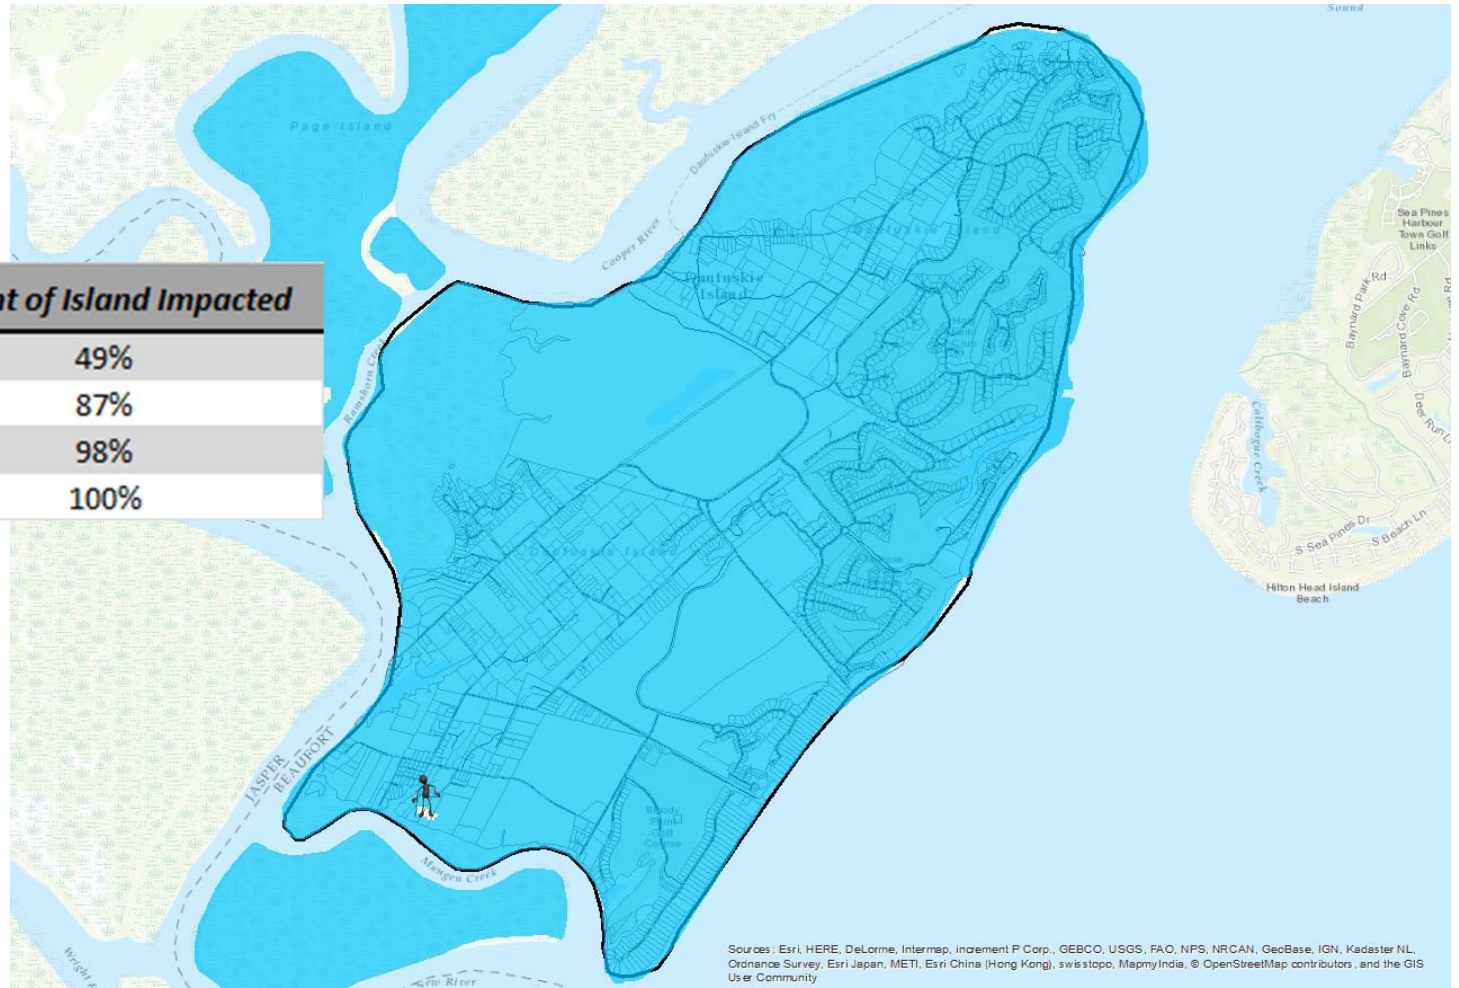 Sound
Page Island
Daufuskie-Island Fry
Cooper River
Sea Pines
Harbour
Town Golf
Links
Baynard Park Rd
Baynard Cove Rd
Deer Run
Daufuskie Island
Daufuskie
Island
nt of Island Impacted
49%
87%
98%
100%
Ramshorn Creek
Calibogue Creek
S Sea Pines Dr
S Beach Ln
Hilton Head Island
Beach
Daufuskie Island
JASPER
BEAUFORT
Bloody
Point
Golf
Course
Mungen Creek
Wright
New River
Sources: Esri, HERE, DeLorme, Intermap, increment P Corp., GEBCO, USGS, FAO, NPS, NRCAN, GeoBase, IGN, Kadaster NL,
Ordnance Survey, Esri Japan, METI, Esri China (Hong Kong), swisstopo, MapmyIndia, © OpenStreetMap contributors, and the GIS
User Community